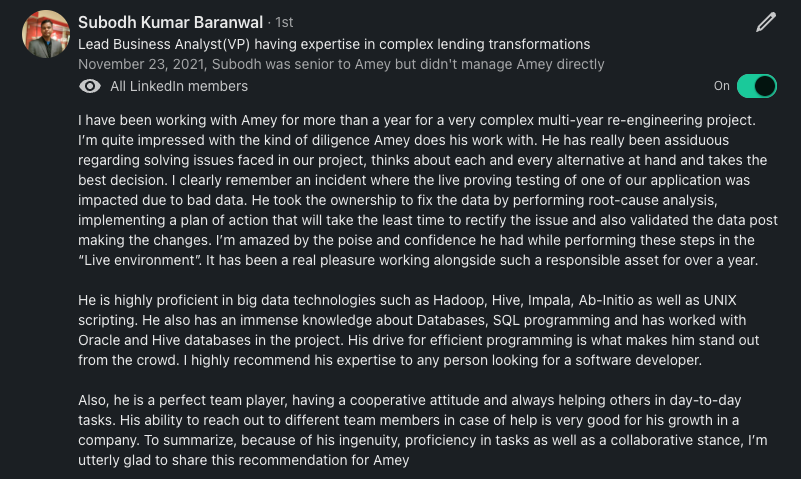 Subodh Kumar Baranwal · 1st
Lead Business Analyst(VP) having expertise in complex lending transformations
November 23, 2021, Subodh was senior to Amey but didn't manage Amey directly
All LinkedIn members
On
I have been working with Amey for more than a year for a very complex multi-year re-engineering project.
I'm quite impressed with the kind of diligence Amey does his work with. He has really been assiduous
regarding solving issues faced in our project, thinks about each and every alternative at hand and takes the
best decision. I clearly remember an incident where the live proving testing of one of our application was
impacted due to bad data. He took the ownership to fix the data by performing root-cause analysis,
implementing a plan of action that will take the least time to rectify the issue and also validated the data post
making the changes. I'm amazed by the poise and confidence he had while performing these steps in the
“Live environment”. It has been a real pleasure working alongside such a responsible asset for over a year.
He is highly proficient in big data technologies such as Hadoop, Hive, Impala, Ab-Initio as well as UNIX
scripting. He also has an immense knowledge about Databases, SQL programming and has worked with
Oracle and Hive databases in the project. His drive for efficient programming is what makes him stand out
from the crowd. I highly recommend his expertise to any person looking for a software developer.
Also, he is a perfect team player, having a cooperative attitude and always helping others in day-to-day
tasks. His ability to reach out to different team members in case of help is very good for his growth in a
company. To summarize, because of his ingenuity, proficiency in tasks as well as a collaborative stance, I'm
utterly glad to share this recommendation for Amey